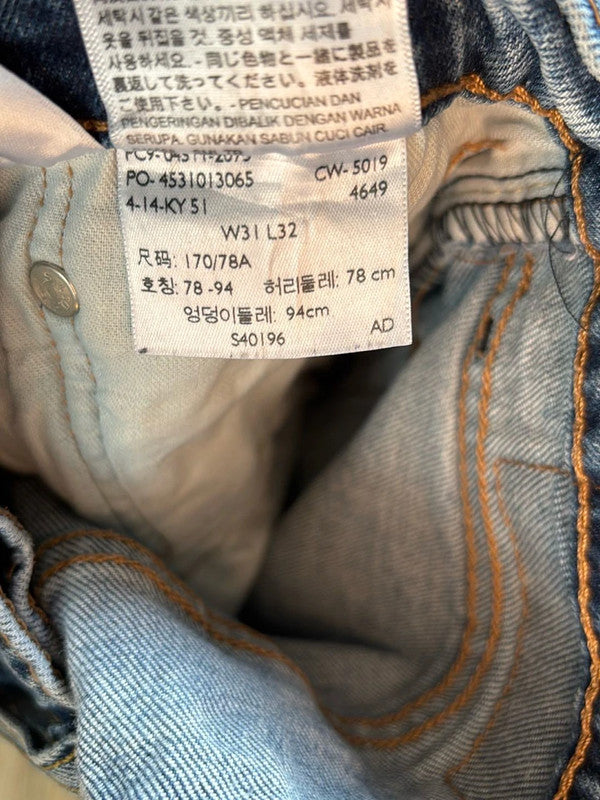 세탁시 같은 색상끼리 하십시오. 세탁시
옷을 뒤집을 것. 중성 액체 세제를
사용하세요. - 同じ色物と一緒に製品を
裏返して洗ってください。液体洗剤を
ご使用下さい。- PENCUCIAN DAN
PENGERINGAN DIBALIK DENGAN WARNA
SERUPA. GUNAKAN SABUN CUCI CAIR
PO- 4531013065
CW- 5019
4649
4-14-KY 51
W31 L32
尺码: 170/78A
호칭: 78 -94 허리둘레: 78 cm
엉덩이둘레: 94cm
S40196
AD